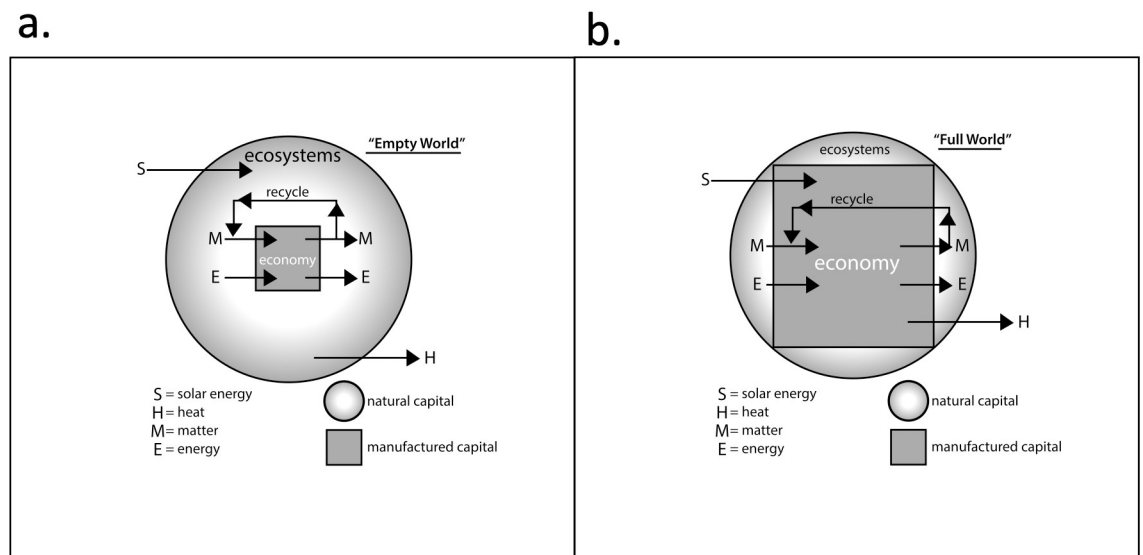 a.
"Empty World"
ecosystems
S
recycle
M
M
economy
E
E
H
S = solar energy
H = heat
M= matter
E = energy
natural capital
manufactured capital
b.
"Full World"
ecosystems
S
recycle
M
M
economy
E
E
H
S = solar energy
H = heat
M= matter
E = energy
natural capital
manufactured capital